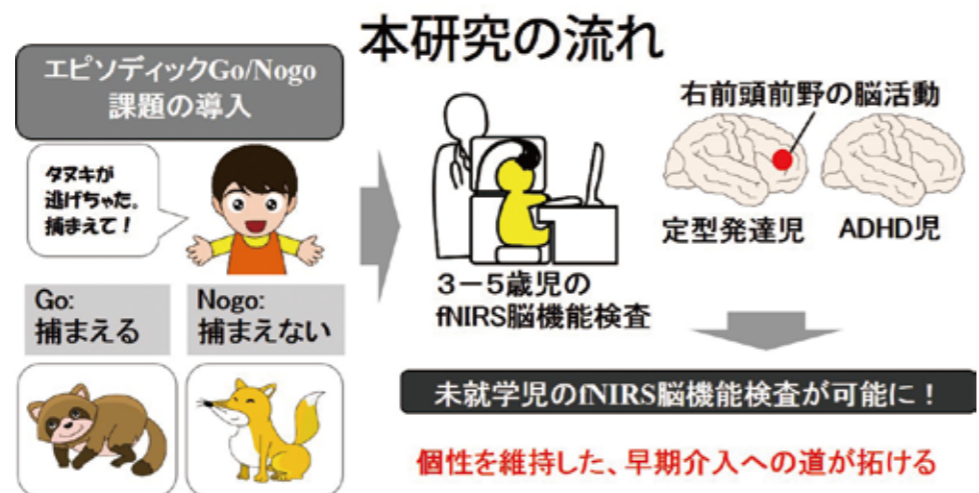 本研究の流れ
エピソディックGo/Nogo
課題の導入
タヌキが
逃げちゃった。
捕まえて！
Go:
捕まえる
Nogo:
捕まえない
3－5歳児の
fNIRS脳機能検査
右前頭前野の脳活動
定型発達児
ADHD児
未就学児のfNIRS脳機能検査が可能に！
個性を維持した、早期介入への道が拓ける